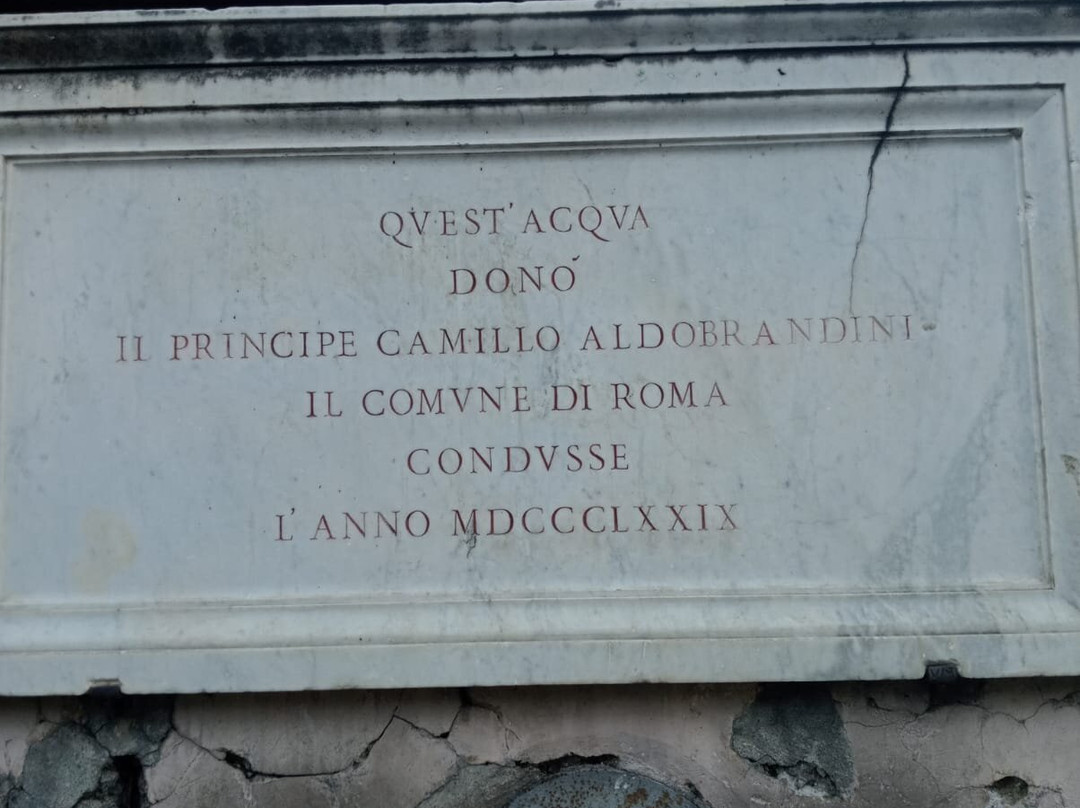 QVEST'ACQVA
DONÒ
IL PRINCIPE CAMILLO ALDOBRANDINI
IL COMVNE DI ROMA
CONDVSSE
L'ANNO MDCCCLXXIX